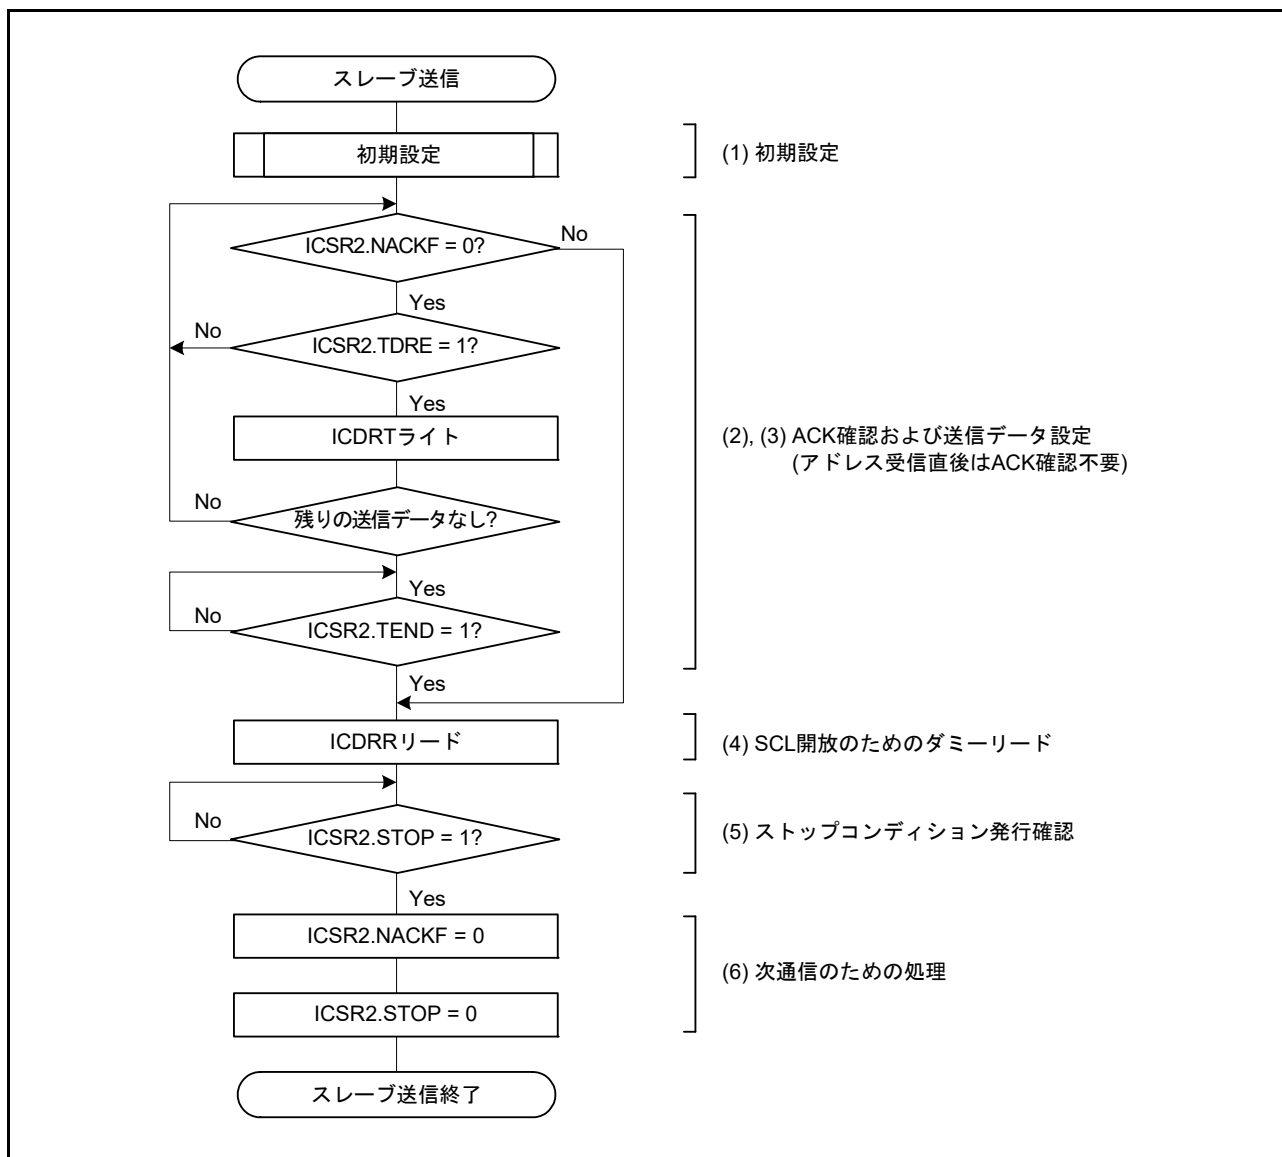 スレーブ送信
初期設定
(1) 初期設定
ICSR2.NACKF = 0?
No
Yes
No
ICSR2.TDRE = 1?
Yes
ICDRTライト
(2), (3) ACK確認および送信データ設定
(アドレス受信直後はACK確認不要)
No
残りの送信データなし?
Yes
No
ICSR2.TEND = 1?
Yes
ICDRRリード
(4) SCL開放のためのダミーリード
No
ICSR2.STOP = 1?
(5) ストップコンディション発行確認
Yes
ICSR2.NACKF = 0
(6) 次通信のための処理
ICSR2.STOP = 0
スレーブ送信終了